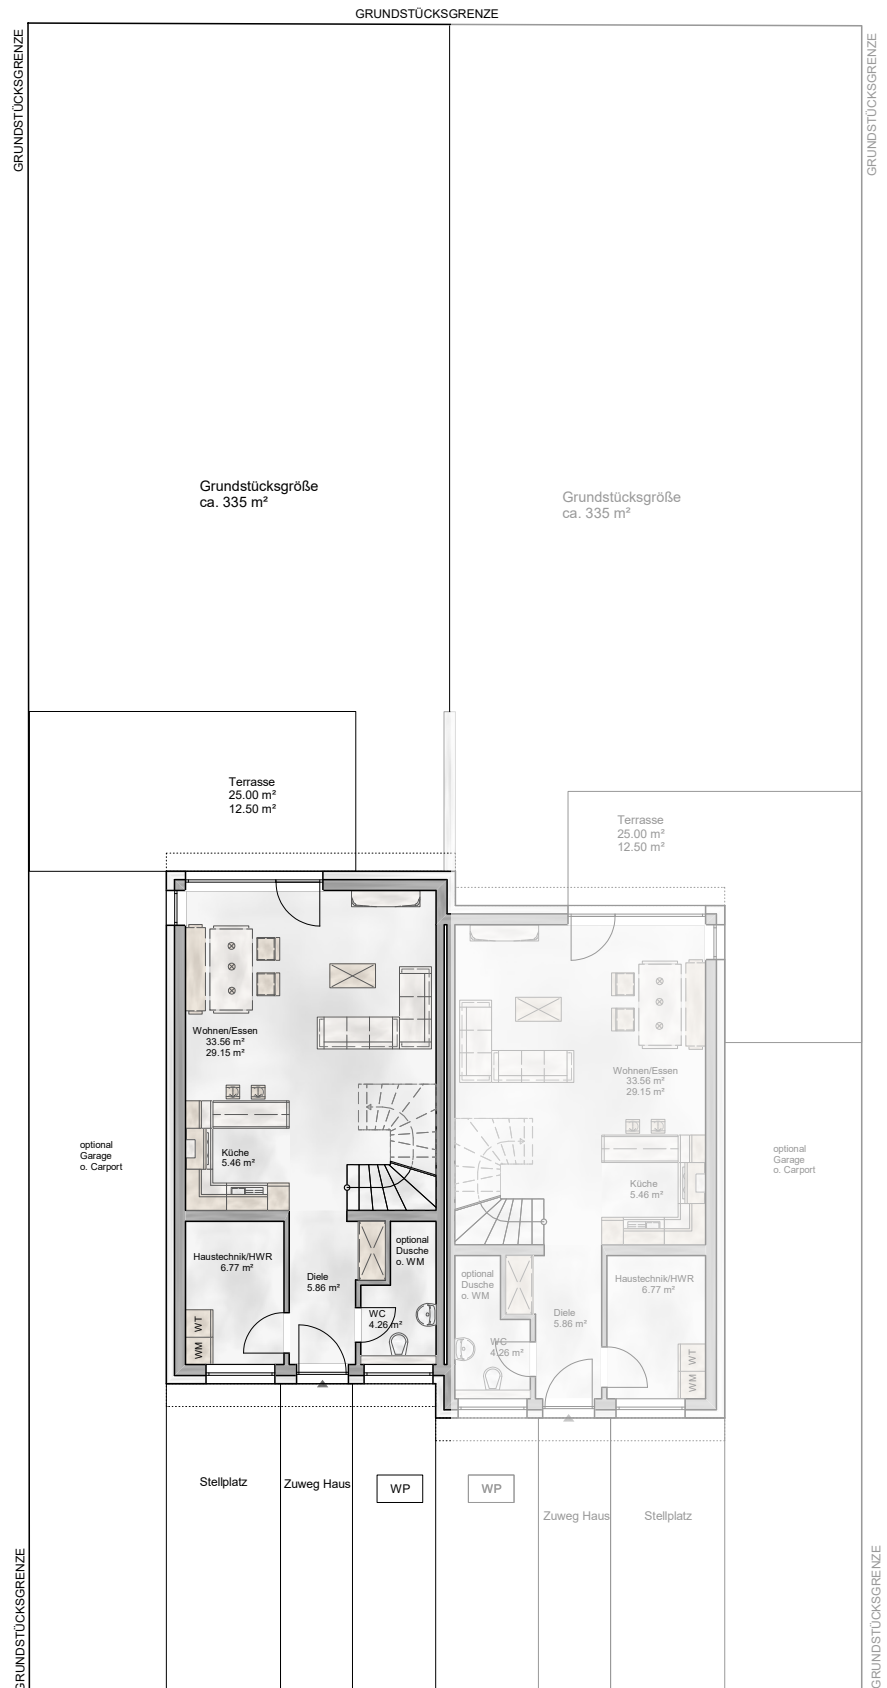 GRUNDSTÜCKSGRENZE
GRUNDSTÜCKSGRENZE
GRUNDSTÜCKSGRENZE
Grundstücksgröße
ca. 335 m²
Grundstücksgröße
ca. 335 m²
Terrasse
25.00 m²
12.50 m²
Terrasse
25.00 m²
12.50 m²
Wohnen/Essen
33.56 m²
29.15 m²
Wohnen/Essen
33.56 m²
29.15 m²
optional
Garage
o. Carport
Küche
5.46 m²
Küche
5.46 m²
optional
Garage
o. Carport
Haustechnik/HWR
6.77 m²
Diele
5.86 m²
optional
Dusche
o. WM
WC
4.26 m²
WT
WM
optional
Dusche
o. WM
WC
4.26 m²
Diele
5.86 m²
Haustechnik/HWR
6.77 m²
WT
WM
Stellplatz
Zuweg Haus
WP
WP
Zuweg Haus
Stellplatz
GRUNDSTÜCKSGRENZE
GRUNDSTÜCKSGRENZE